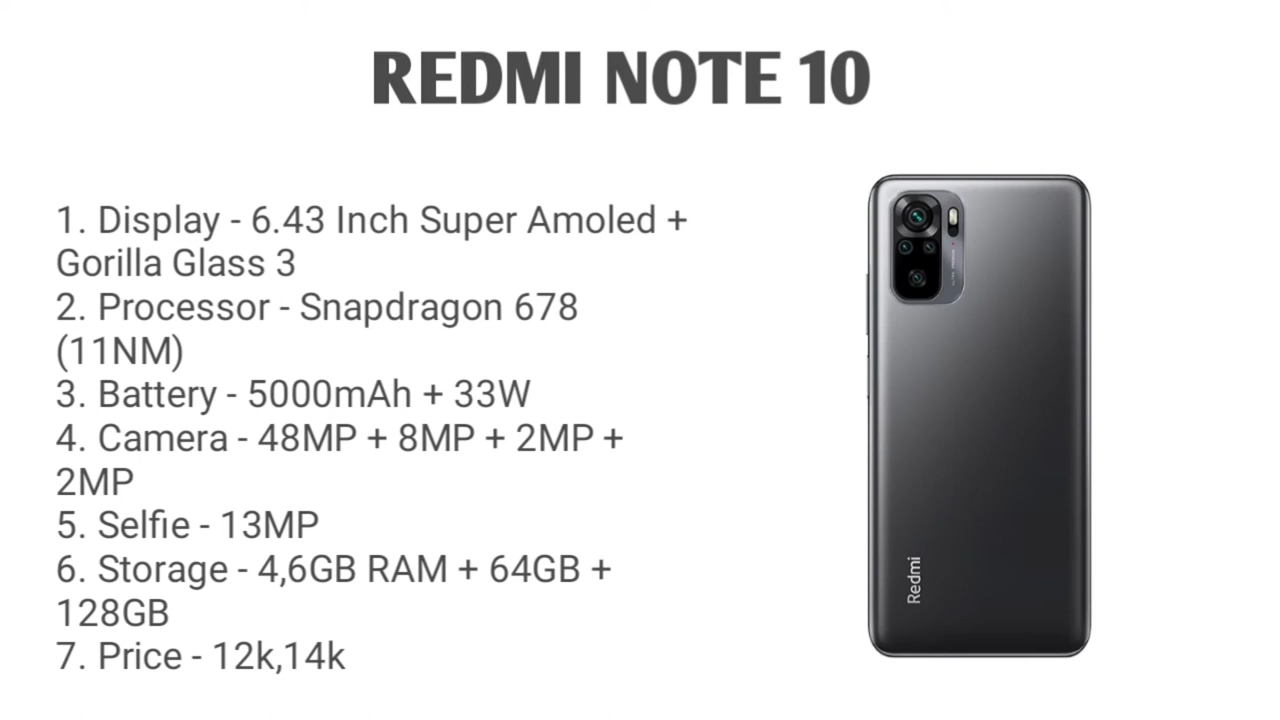 REDMI NOTE 10
1. Display - 6.43 Inch Super Amoled +
Gorilla Glass 3
2. Processor - Snapdragon 678
(11NM)
3. Battery - 5000mAh + 33W
4. Camera - 48MP + 8MP + 2MP +
2MP
5. Selfie - 13MP
6. Storage - 4,6GB RAM + 64GB +
128GB
7. Price - 12k,14k
Redmi